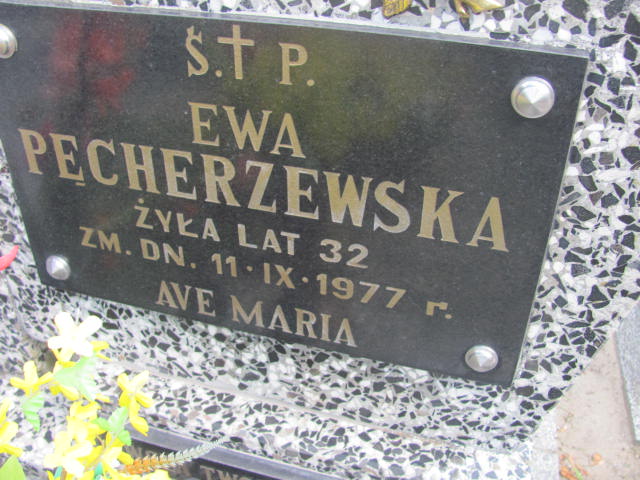 Ś. † P.
EWA
PĘCHERZEWSKA
ŻYŁA LAT 32
ZM. DN. 11·IX·1977 r.
AVE MARIA